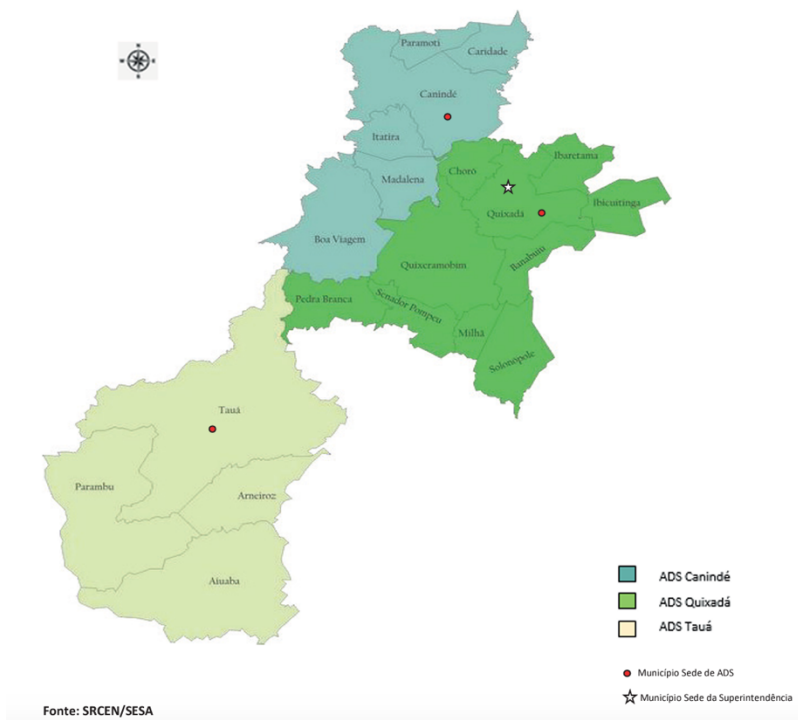 Paramoti
Caridade
Canindé
Itatira
Madalena
Boa Viagem
Choró
Ibaretama
Quixadá
Ibicuitinga
Banabuiu
Quixeramobim
Pedra Branca
Senador Pompeu
Milhã
Solonópole
Tauá
Parambu
Arneiroz
Aiuaba
ADS Canindé
ADS Quixadá
ADS Tauá
Município Sede de ADS
Município Sede da Superintendência
Fonte: SRCEN/SESA